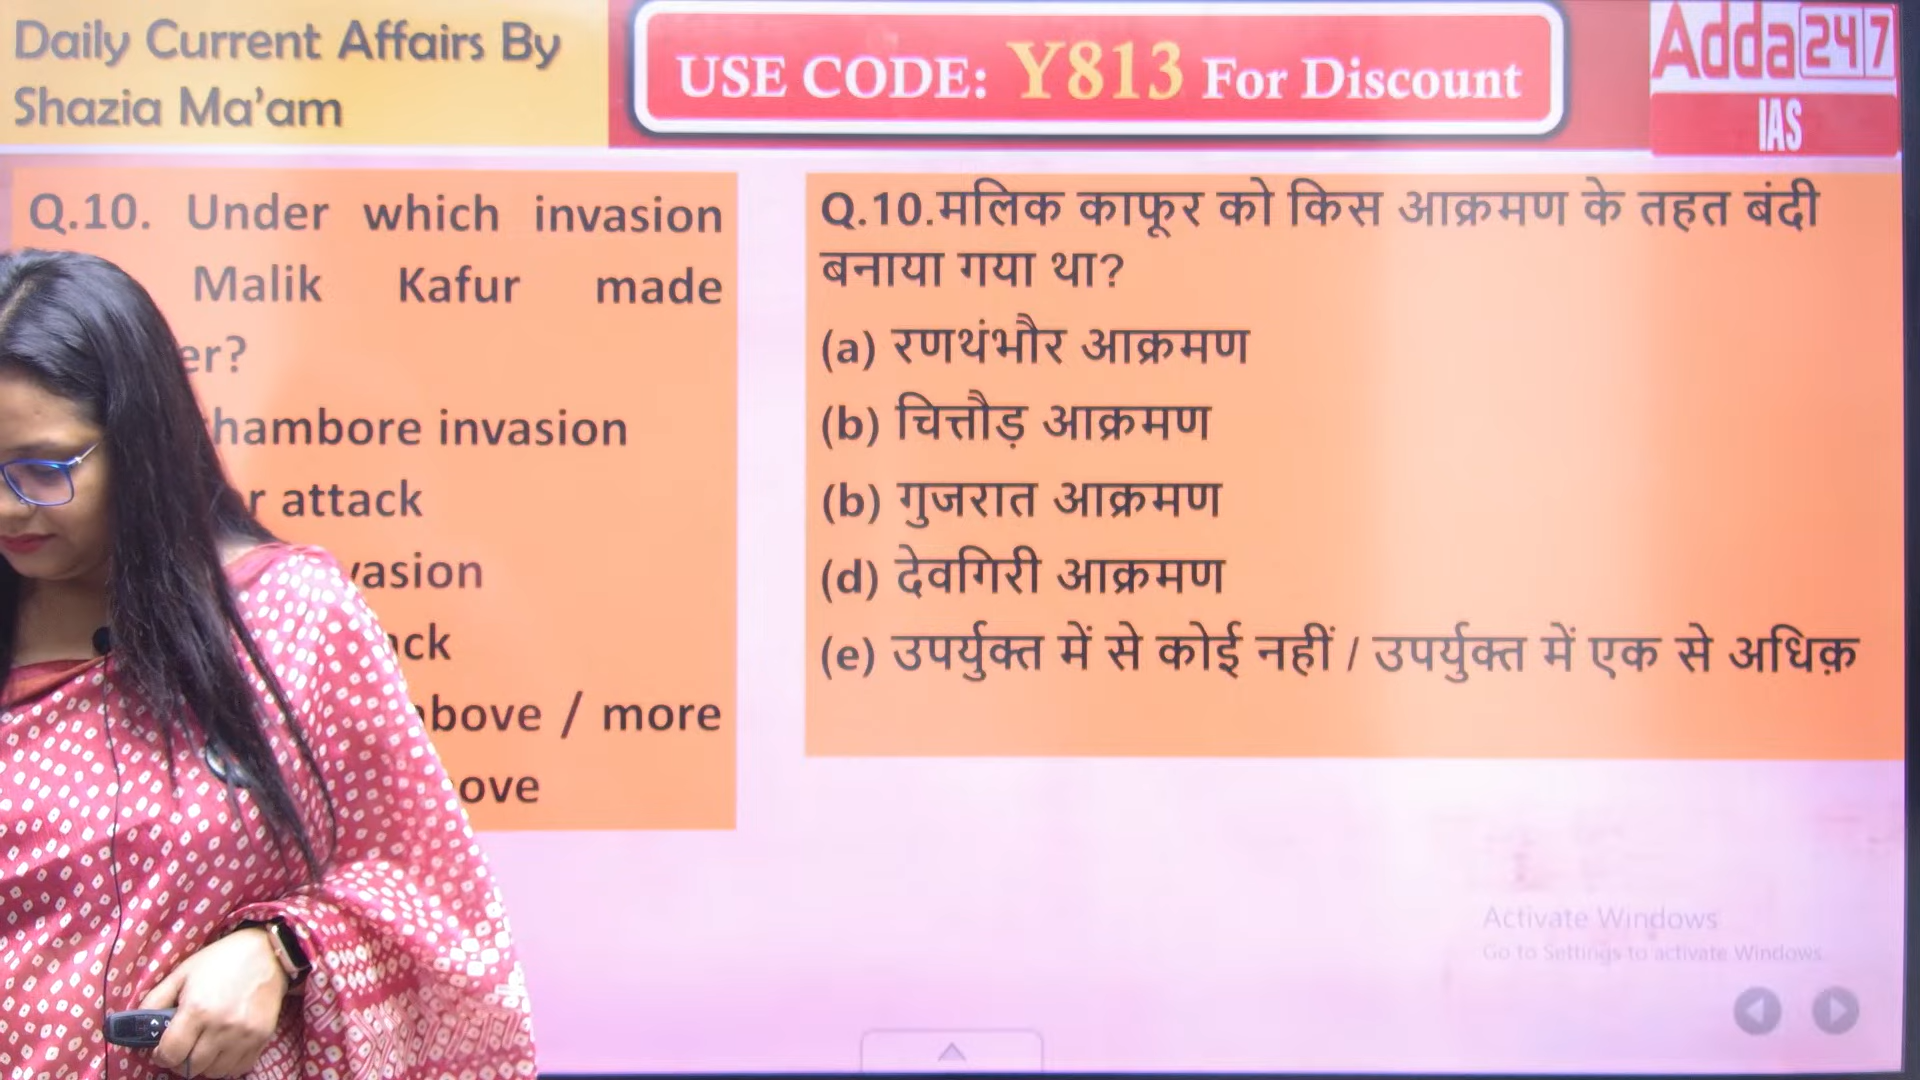 Daily Current Affairs By
Shazia Ma'am
USE CODE: Y813 For Discount
Adda247
IAS
Q.10. Under which invasion
Malik Kafur made
er?
hambore invasion
r attack
vasion
ck
above / more
ove
Q.10.मलिक काफूर को किस आक्रमण के तहत बंदी
बनाया गया था?
(a) रणथंभौर आक्रमण
(b) चित्तौड़ आक्रमण
(b) गुजरात आक्रमण
(d) देवगिरी आक्रमण
(e) उपर्युक्त में से कोई नहीं / उपर्युक्त में एक से अधिक़
Activate Windows
Go to Settings to activate Windows.